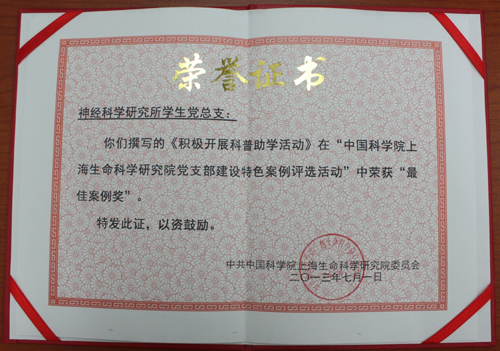 荣誉证书
神经科学研究所学生党总支：
你们撰写的《积极开展科普助学活动》在“中国科学院上
海生命科学研究院党支部建设特色案例评选活动”中荣获“最
佳案例奖”。
特发此证，以资鼓励。
中共中国科学院上海生命科学研究院委员会
二〇一三年七月一日